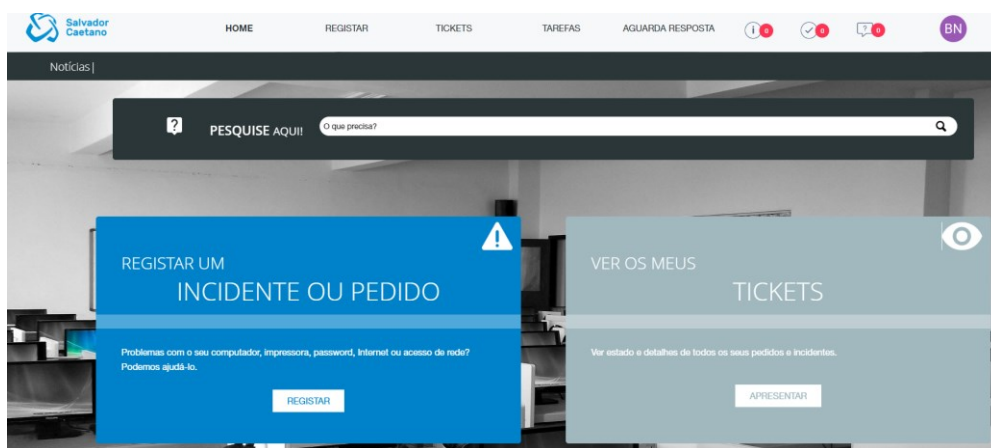 Salvador
Caetano
HOME
REGISTAR
TICKETS
TAREFAS
AGUARDA RESPOSTA
0
0
0
BN
Notícias|
PESQUISE AQUI!
O que precisa?
REGISTAR UM
INCIDENTE OU PEDIDO
Problemas com o seu computador, impressora, password, Internet ou acesso de rede?
Podemos ajudá-lo.
REGISTAR
VER OS MEUS
TICKETS
Ver estado e detalhes de todos os seus pedidos e incidentes.
APRESENTAR